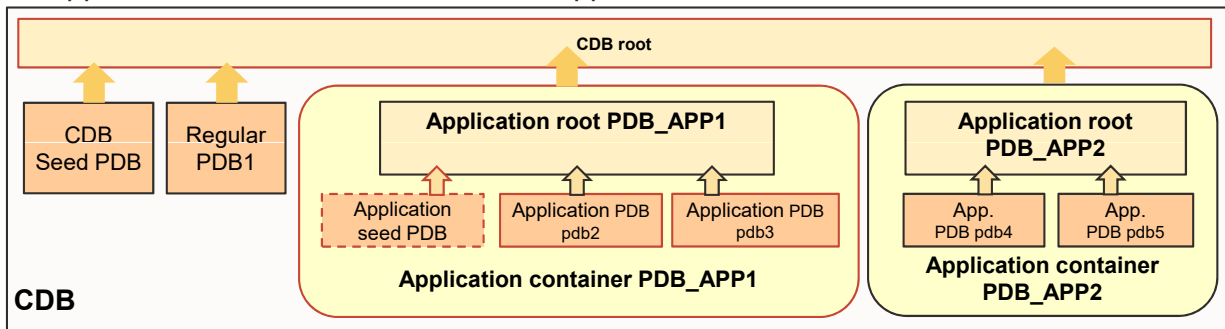 CDB root
CDB
Seed PDB
Regular
PDB1
Application root PDB_APP1
Application
seed PDB
Application PDB
pdb2
Application PDB
pdb3
Application container PDB_APP1
Application root
PDB_APP2
App.
PDB pdb4
App.
PDB pdb5
Application container
PDB_APP2
CDB